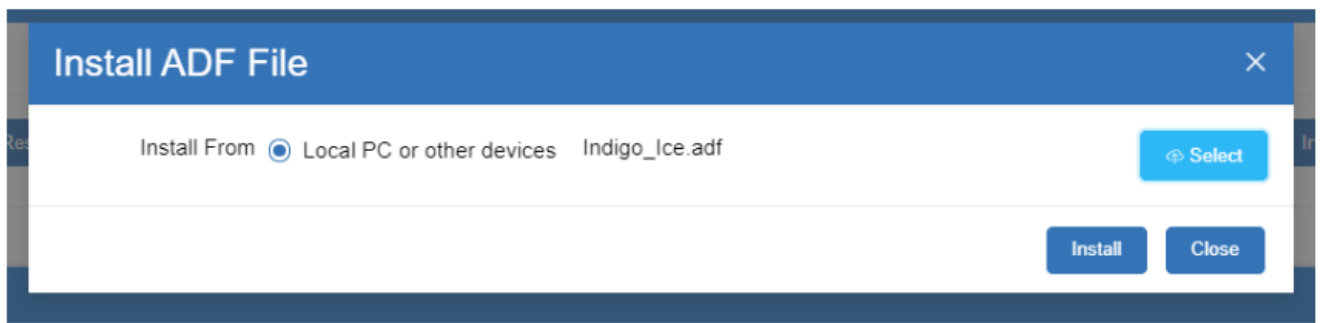 Install ADF File
Install From Local PC or other devices Indigo_Ice.adf Select
Install Close